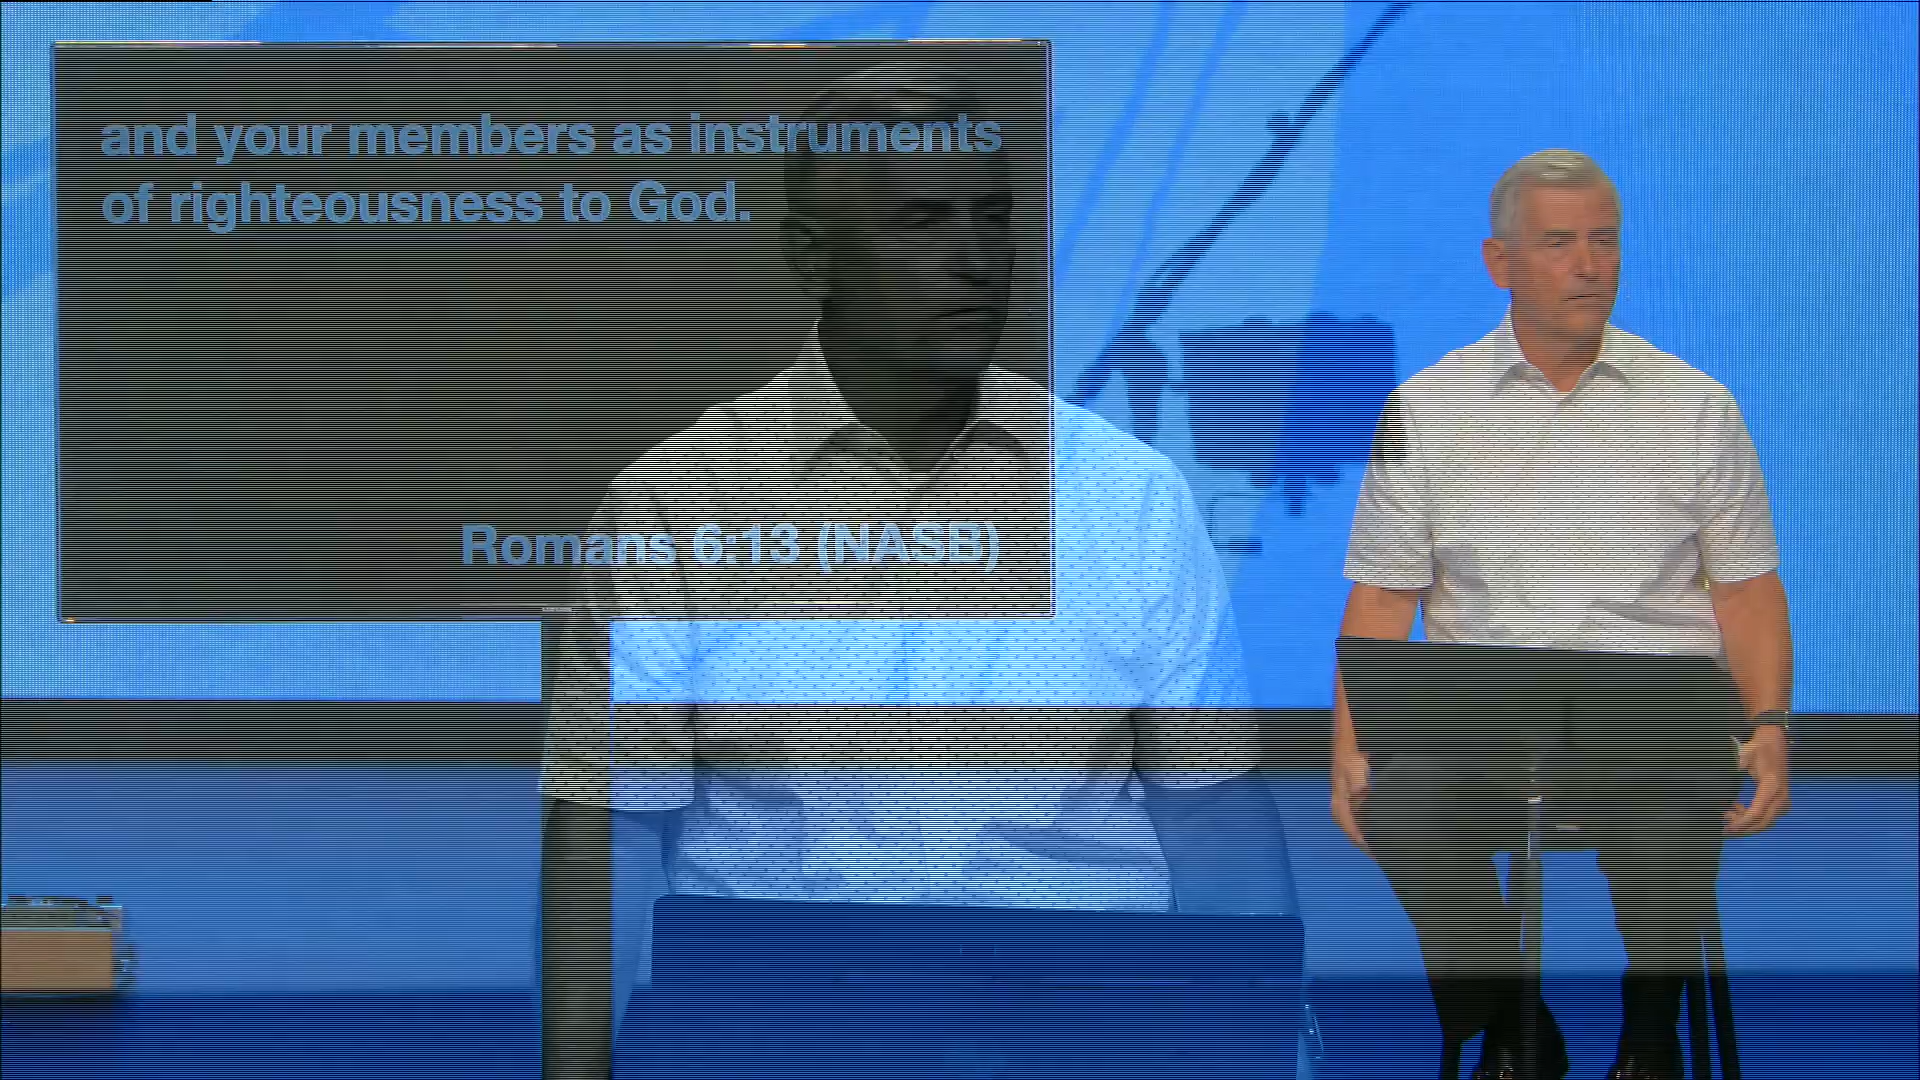 and your members as instruments
of righteousness to God.
Romans 6:13 (NASB)